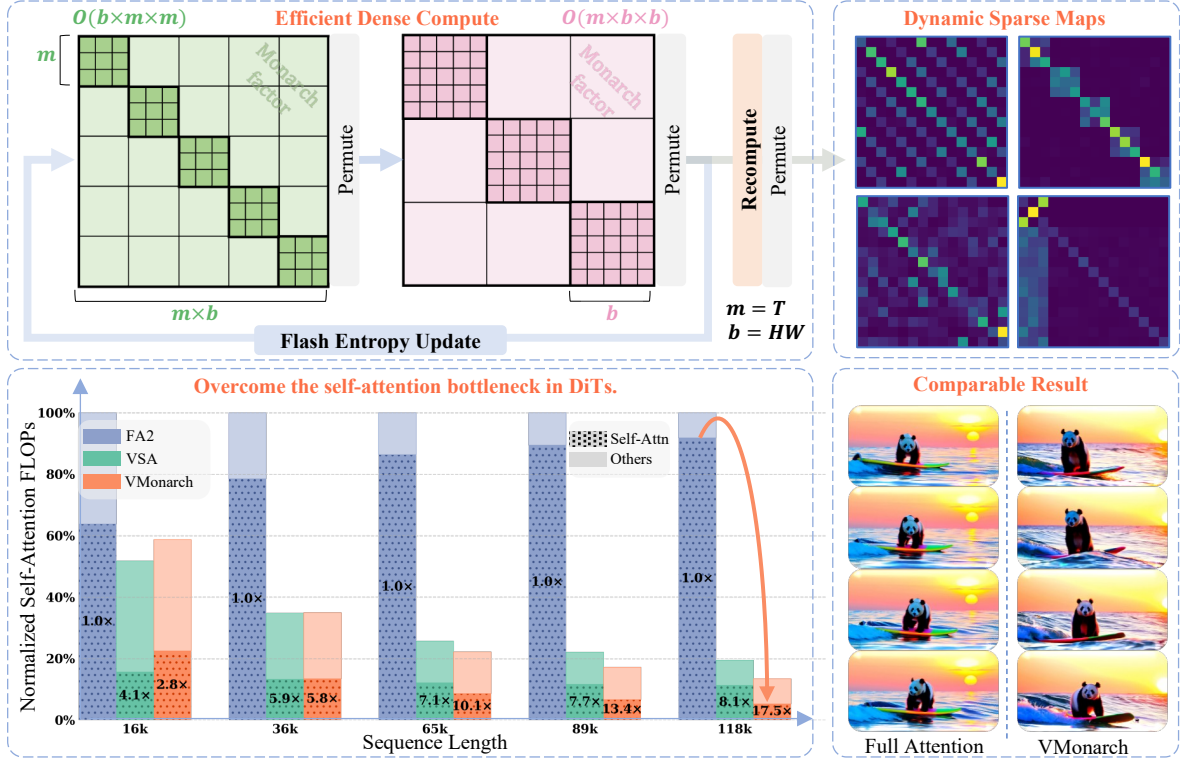 O(b×m×m)
Efficient Dense Compute
O(m×b×b)
Dynamic Sparse Maps
m
Monarch
factor
Monarch
factor
Permute
Permute
Recompute
Permute
m×b
b
m = T
b = HW
Flash Entropy Update
Overcome the self-attention bottleneck in DiTs.
Comparable Result
Normalized Self-Attention FLOPs
100%
80%
60%
40%
20%
0%
FA2
VSA
VMonarch
Self-Attn
Others
1.0×
4.1×
2.8×
1.0×
5.9×
5.8×
1.0×
7.1×
10.1×
1.0×
7.7×
13.4×
1.0×
8.1×
17.5×
16k
36k
65k
89k
118k
Sequence Length
Full Attention
VMonarch